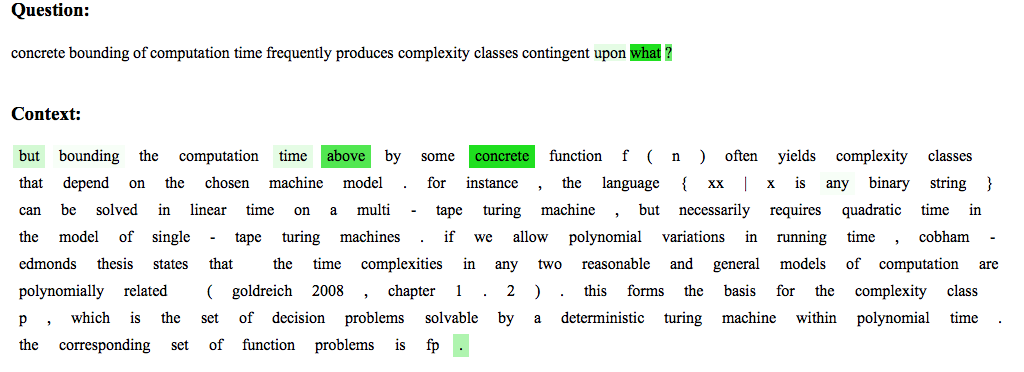 Question:
concrete bounding of computation time frequently produces complexity classes contingent upon what ?
Context:
but bounding the computation time above by some concrete function f ( n ) often yields complexity classes
that depend on the chosen machine model . for instance , the language { xx | x is any binary string }
can be solved in linear time on a multi - tape turing machine , but necessarily requires quadratic time in
the model of single - tape turing machines . if we allow polynomial variations in running time , cobham -
edmonds thesis states that the time complexities in any two reasonable and general models of computation are
polynomially related ( goldreich 2008 , chapter 1 . 2 ) . this forms the basis for the complexity class
p , which is the set of decision problems solvable by a deterministic turing machine within polynomial time .
the corresponding set of function problems is fp .